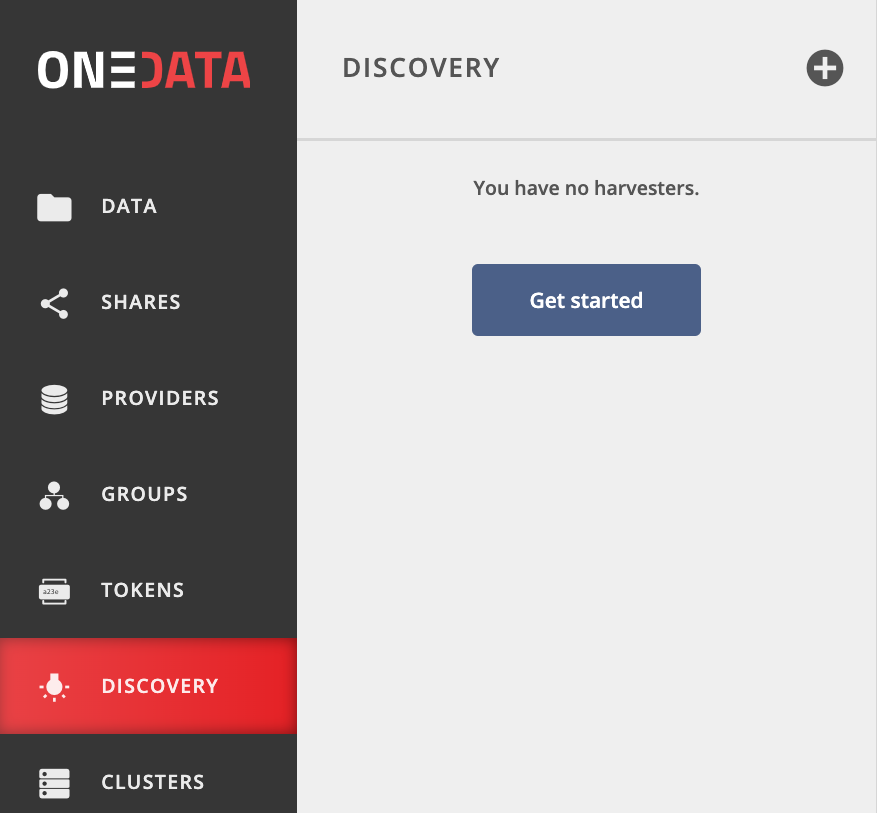 ONEDATA
DISCOVERY
DATA
SHARES
PROVIDERS
GROUPS
a23e
TOKENS
DISCOVERY
CLUSTERS
You have no harvesters.
Get started